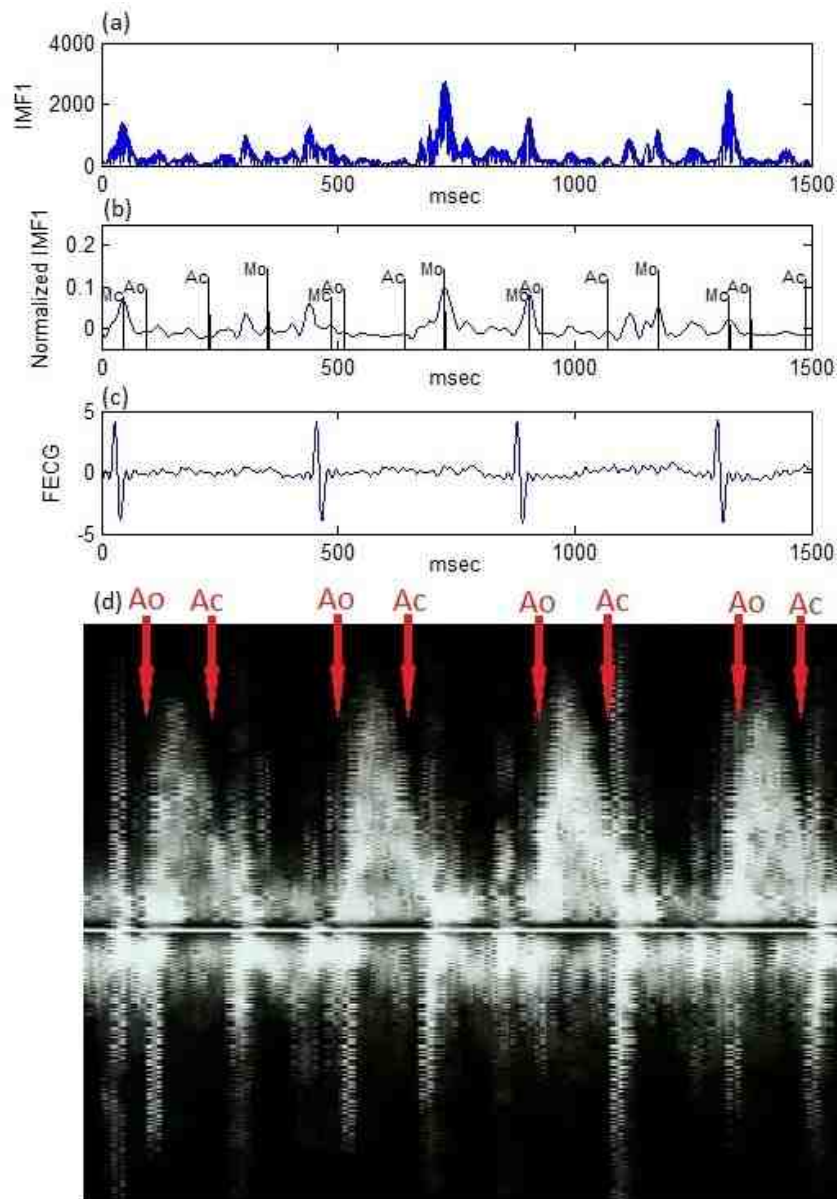 (a)
4000
2000
0
IMF1
0 500 1000 1500
msec
(b)
0.2
0.1
0
Normalized IMF1
Mc Ao Ac Mo Mc Ao Ac Mo Mc Ao Ac Mo Mc Ao Ac
0 500 1000 1500
msec
(c)
5
0
-5
FECG
0 500 1000 1500
msec
(d) Ao Ac Ao Ac Ao Ac Ao Ac